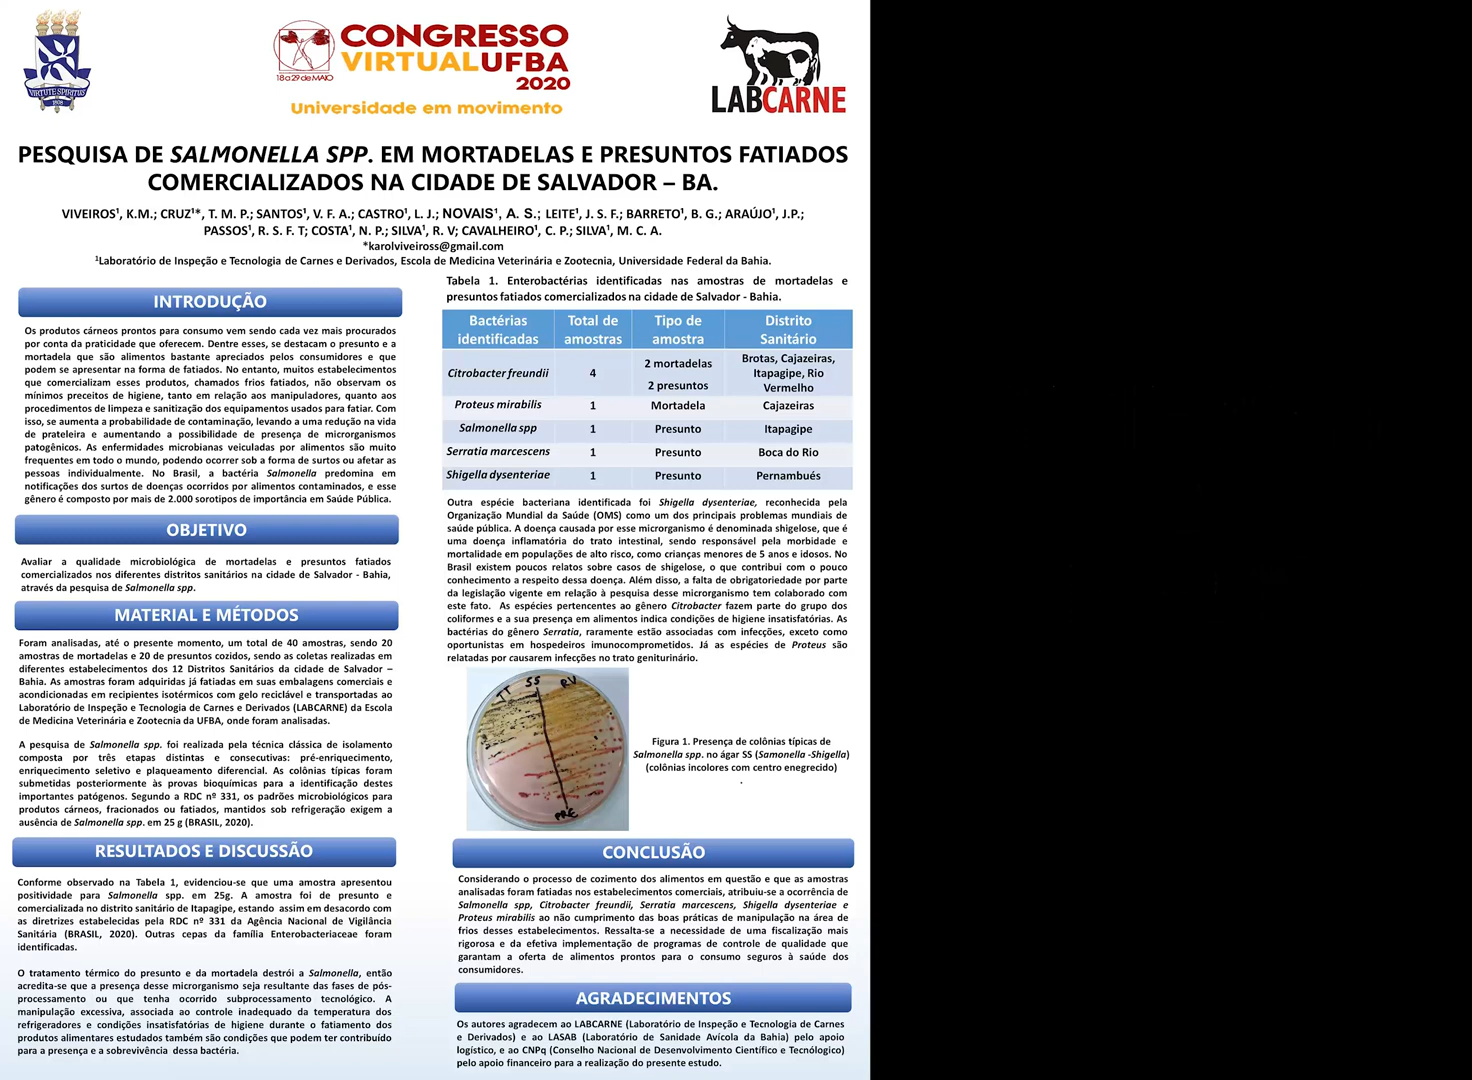 VIRTUTE SPIRITUS
1808
CONGRESSO
VIRTUALUFBA
2020
18 a 29 de MAIO
Universidade em movimento
LABCARNE
PESQUISA DE SALMONELLA SPP. EM MORTADELAS E PRESUNTOS FATIADOS
COMERCIALIZADOS NA CIDADE DE SALVADOR – BA.
VIVEIROS¹, K.M.; CRUZ¹*, T. M. P.; SANTOS¹, V. F. A.; CASTRO¹, L. J.; NOVAIS¹, A. S.; LEITE¹, J. S. F.; BARRETO¹, B. G.; ARAÚJO¹, J.P.;
PASSOS¹, R. S. F. T; COSTA¹, N. P.; SILVA¹, R. V; CAVALHEIRO¹, C. P.; SILVA¹, M. C. A.
*karolviveiross@gmail.com
¹Laboratório de Inspeção e Tecnologia de Carnes e Derivados, Escola de Medicina Veterinária e Zootecnia, Universidade Federal da Bahia.
INTRODUÇÃO
Os produtos cárneos prontos para consumo vem sendo cada vez mais procurados
por conta da praticidade que oferecem. Dentre esses, se destacam o presunto e a
mortadela que são alimentos bastante apreciados pelos consumidores e que
podem se apresentar na forma de fatiados. No entanto, muitos estabelecimentos
que comercializam esses produtos, chamados frios fatiados, não observam os
mínimos preceitos de higiene, tanto em relação aos manipuladores, quanto aos
procedimentos de limpeza e sanitização dos equipamentos usados para fatiar. Com
isso, se aumenta a probabilidade de contaminação, levando a uma redução na vida
de prateleira e aumentando a possibilidade de presença de microrganismos
patogênicos. As enfermidades microbianas veiculadas por alimentos são muito
frequentes em todo o mundo, podendo ocorrer sob a forma de surtos ou afetar as
pessoas individualmente. No Brasil, a bactéria Salmonella predomina em
notificações dos surtos de doenças ocorridos por alimentos contaminados, e esse
gênero é composto por mais de 2.000 sorotipos de importância em Saúde Pública.
OBJETIVO
Avaliar a qualidade microbiológica de mortadelas e presuntos fatiados
comercializados nos diferentes distritos sanitários na cidade de Salvador - Bahia,
através da pesquisa de Salmonella spp.
MATERIAL E MÉTODOS
Foram analisadas, até o presente momento, um total de 40 amostras, sendo 20
amostras de mortadelas e 20 de presuntos cozidos, sendo as coletas realizadas em
diferentes estabelecimentos dos 12 Distritos Sanitários da cidade de Salvador –
Bahia. As amostras foram adquiridas já fatiadas em suas embalagens comerciais e
acondicionadas em recipientes isotérmicos com gelo reciclável e transportadas ao
Laboratório de Inspeção e Tecnologia de Carnes e Derivados (LABCARNE) da Escola
de Medicina Veterinária e Zootecnia da UFBA, onde foram analisadas.
A pesquisa de Salmonella spp. foi realizada pela técnica clássica de isolamento
composta por três etapas distintas e consecutivas: pré-enriquecimento,
enriquecimento seletivo e plaqueamento diferencial. As colônias típicas foram
submetidas posteriormente às provas bioquímicas para a identificação destes
importantes patógenos. Segundo a RDC nº 331, os padrões microbiológicos para
produtos cárneos, fracionados ou fatiados, mantidos sob refrigeração exigem a
ausência de Salmonella spp. em 25 g (BRASIL, 2020).
RESULTADOS E DISCUSSÃO
Conforme observado na Tabela 1, evidenciou-se que uma amostra apresentou
positividade para Salmonella spp. em 25g. A amostra foi de presunto e
comercializada no distrito sanitário de Itapagipe, estando assim em desacordo com
as diretrizes estabelecidas pela RDC nº 331 da Agência Nacional de Vigilância
Sanitária (BRASIL, 2020). Outras cepas da família Enterobacteriaceae foram
identificadas.
O tratamento térmico do presunto e da mortadela destrói a Salmonella, então
acredita-se que a presença desse microrganismo seja resultante das fases de pós-
processamento ou que tenha ocorrido subprocessamento tecnológico. A
manipulação excessiva, associada ao controle inadequado da temperatura dos
refrigeradores e condições insatisfatórias de higiene durante o fatiamento dos
produtos alimentares estudados também são condições que podem ter contribuído
para a presença e a sobrevivência dessa bactéria.
Tabela 1. Enterobactérias identificadas nas amostras de mortadelas e
presuntos fatiados comercializados na cidade de Salvador - Bahia.
Bactérias identificadas Total de amostras Tipo de amostra Distrito Sanitário
Citrobacter freundii 4 2 mortadelas 2 presuntos Brotas, Cajazeiras, Itapagipe, Rio Vermelho
Proteus mirabilis 1 Mortadela Cajazeiras
Salmonella spp 1 Presunto Itapagipe
Serratia marcescens 1 Presunto Boca do Rio
Shigella dysenteriae 1 Presunto Pernambués
Outra espécie bacteriana identificada foi Shigella dysenteriae, reconhecida pela
Organização Mundial da Saúde (OMS) como um dos principais problemas mundiais de
saúde pública. A doença causada por esse microrganismo é denominada shigelose, que é
uma doença inflamatória do trato intestinal, sendo responsável pela morbidade e
mortalidade em populações de alto risco, como crianças menores de 5 anos e idosos. No
Brasil existem poucos relatos sobre casos de shigelose, o que contribui com o pouco
conhecimento a respeito dessa doença. Além disso, a falta de obrigatoriedade por parte
da legislação vigente em relação à pesquisa desse microrganismo tem colaborado com
este fato. As espécies pertencentes ao gênero Citrobacter fazem parte do grupo dos
coliformes e a sua presença em alimentos indica condições de higiene insatisfatórias. As
bactérias do gênero Serratia, raramente estão associadas com infecções, exceto como
oportunistas em hospedeiros imunocomprometidos. Já as espécies de Proteus são
relatadas por causarem infecções no trato geniturinário.
TT SS RV
PRE
Figura 1. Presença de colônias típicas de
Salmonella spp. no ágar SS (Samonella -Shigella)
(colônias incolores com centro enegrecido)
.
CONCLUSÃO
Considerando o processo de cozimento dos alimentos em questão e que as amostras
analisadas foram fatiadas nos estabelecimentos comerciais, atribuiu-se a ocorrência de
Salmonella spp, Citrobacter freundii, Serratia marcescens, Shigella dysenteriae e
Proteus mirabilis ao não cumprimento das boas práticas de manipulação na área de
frios desses estabelecimentos. Ressalta-se a necessidade de uma fiscalização mais
rigorosa e da efetiva implementação de programas de controle de qualidade que
garantam a oferta de alimentos prontos para o consumo seguros à saúde dos
consumidores.
AGRADECIMENTOS
Os autores agradecem ao LABCARNE (Laboratório de Inspeção e Tecnologia de Carnes
e Derivados) e ao LASAB (Laboratório de Sanidade Avícola da Bahia) pelo apoio
logístico, e ao CNPq (Conselho Nacional de Desenvolvimento Científico e Tecnólogico)
pelo apoio financeiro para a realização do presente estudo.